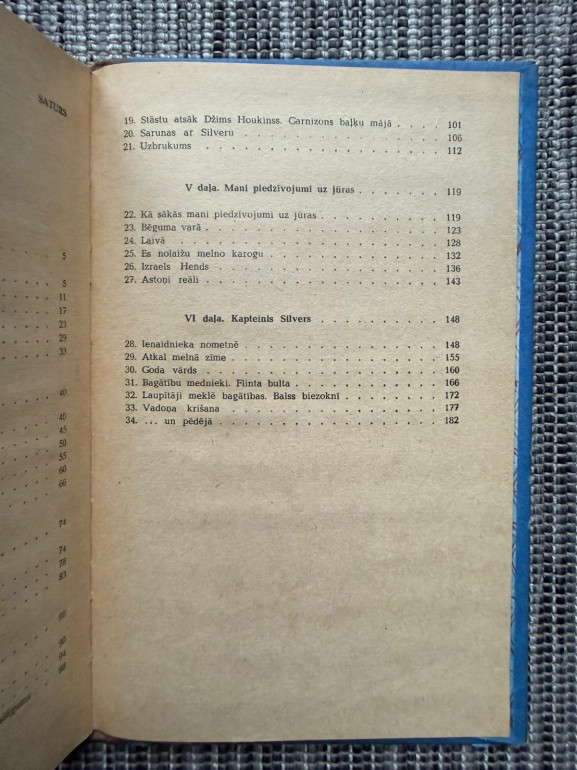 SATURS
5
5
11
17
23
29
33
40
40
45
50
55
60
66
74
74
78
83
90
90
94
98
19. Stāstu atsāk Džims Houkinss. Garnizons baļķu mājā . . . . 101
20. Sarunas ar Silveru . . . . . . . . . . . . . 106
21. Uzbrukums . . . . . . . . . . . . . . . . 112
V daļa. Mani piedzīvojumi uz jūras . . . . . . . 119
22. Kā sākās mani piedzīvojumi uz jūras . . . . . . . . 119
23. Bēguma varā . . . . . . . . . . . . . . . 123
24. Laivā . . . . . . . . . . . . . . . . . 128
25. Es nolaižu melno karogu . . . . . . . . . . . 132
26. Izraels Hends . . . . . . . . . . . . . . 136
27. Astoņi reāli . . . . . . . . . . . . . . . 143
VI daļa. Kapteinis Silvers . . . . . . . . . . 148
28. Ienaidnieka nometnē . . . . . . . . . . . . 148
29. Atkal melnā zīme . . . . . . . . . . . . . 155
30. Goda vārds . . . . . . . . . . . . . . . 160
31. Bagātību mednieki. Flinta bulta . . . . . . . . . 166
32. Laupītāji meklē bagātības. Balss biezoknī . . . . . . . 172
33. Vadoņa krišana . . . . . . . . . . . . . . 177
34. ... un pēdējā . . . . . . . . . . . . . . 182